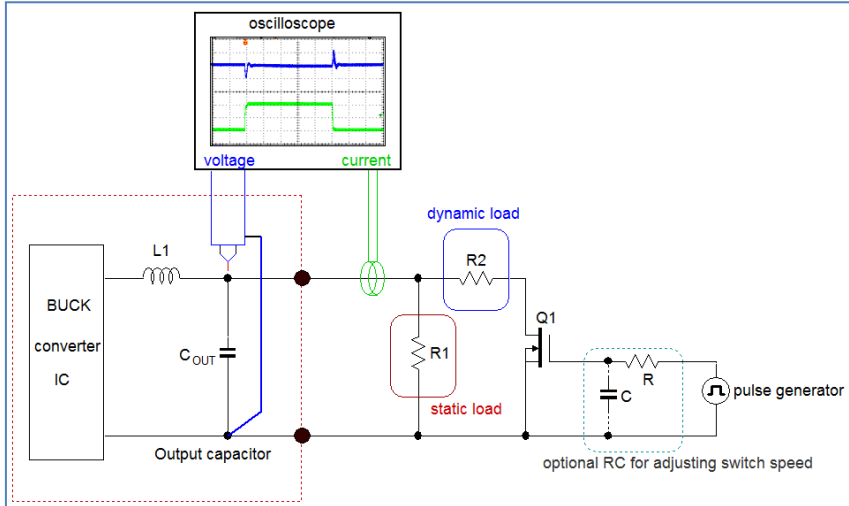 oscilloscope
voltage
current
dynamic load
L1
R2
BUCK
converter
IC
Q1
C OUT
R1
R
C
pulse generator
static load
Output capacitor
optional RC for adjusting switch speed